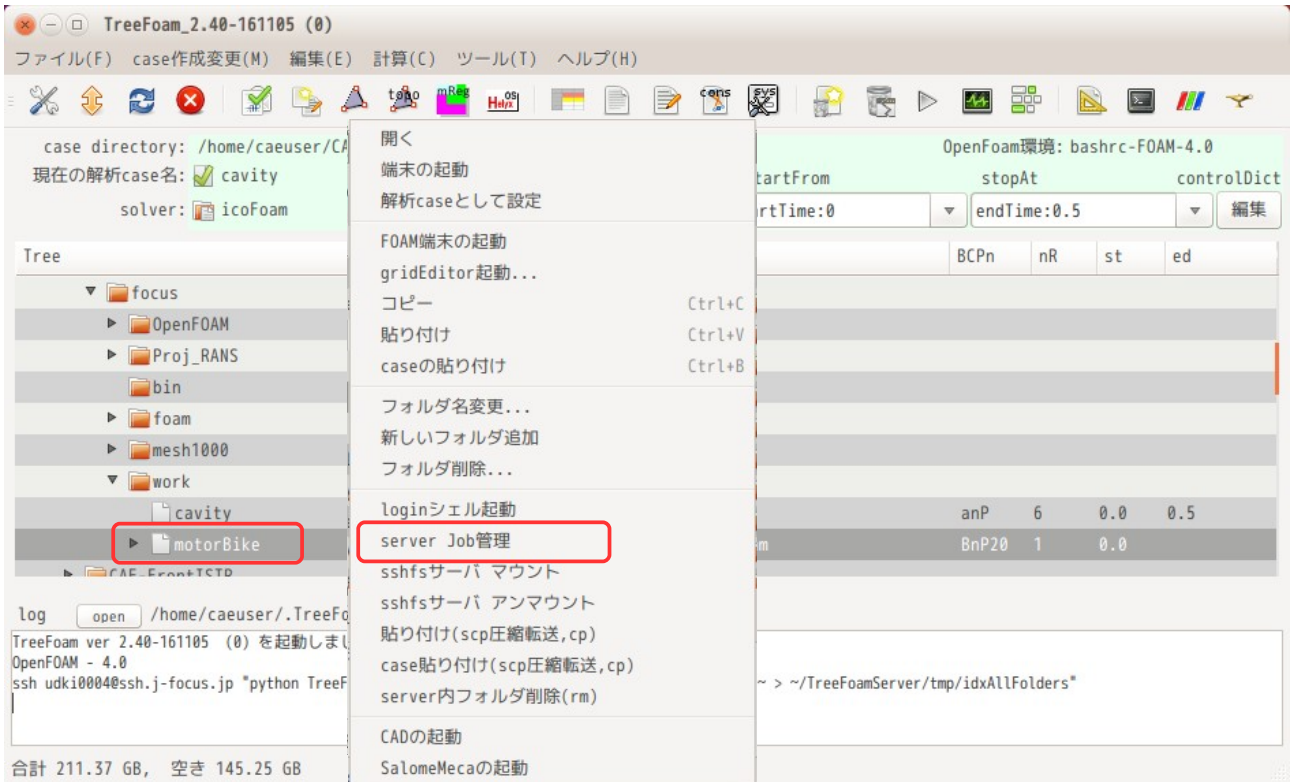 TreeFoam_2.40-161105 (0)
ファイル(F) case作成変更(M) 編集(E) 計算(C) ツール(T) ヘルプ(H)
topo mReg Helyx OS cons sys
case directory: /home/caeuser/CA
OpenFoam環境: bashrc-FOAM-4.0
現在の解析case名: cavity
tartFrom stopAt controlDict
solver: icoFoam
rtTime:0 endTime:0.5 編集
Tree BCPn nR st ed
focus
OpenFOAM
Proj_RANS
bin
foam
mesh1000
work
cavity anP 6 0.0 0.5
motorBike m BnP20 1 0.0
CAE-FrontISTR
開く
端末の起動
解析caseとして設定
FOAM端末の起動
gridEditor起動...
コピー Ctrl+C
貼り付け Ctrl+V
caseの貼り付け Ctrl+B
フォルダ名変更...
新しいフォルダ追加
フォルダ削除...
loginシェル起動
server Job管理
sshfsサーバ マウント
sshfsサーバ アンマウント
貼り付け(scp圧縮転送,cp)
case貼り付け(scp圧縮転送,cp)
server内フォルダ削除(rm)
CADの起動
SalomeMecaの起動
log open /home/caeuser/.TreeFo
TreeFoam ver 2.40-161105 (0) を起動しまし
OpenFOAM - 4.0
ssh udki0004@ssh.j-focus.jp "python TreeF ~ > ~/TreeFoamServer/tmp/idxAllFolders"
合計 211.37 GB, 空き 145.25 GB